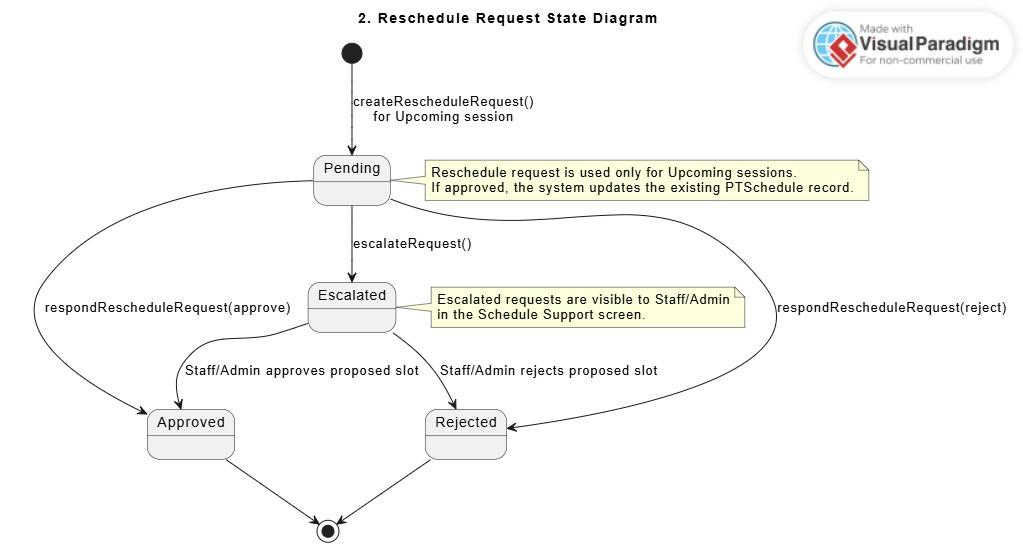 2. Reschedule Request State Diagram
Made with
Visual Paradigm
For non-commercial use
createRescheduleRequest()
for Upcoming session
Pending
Reschedule request is used only for Upcoming sessions.
If approved, the system updates the existing PTSchedule record.
escalateRequest()
Escalated
Escalated requests are visible to Staff/Admin
in the Schedule Support screen.
respondRescheduleRequest(approve)
respondRescheduleRequest(reject)
Staff/Admin approves proposed slot
Staff/Admin rejects proposed slot
Approved
Rejected